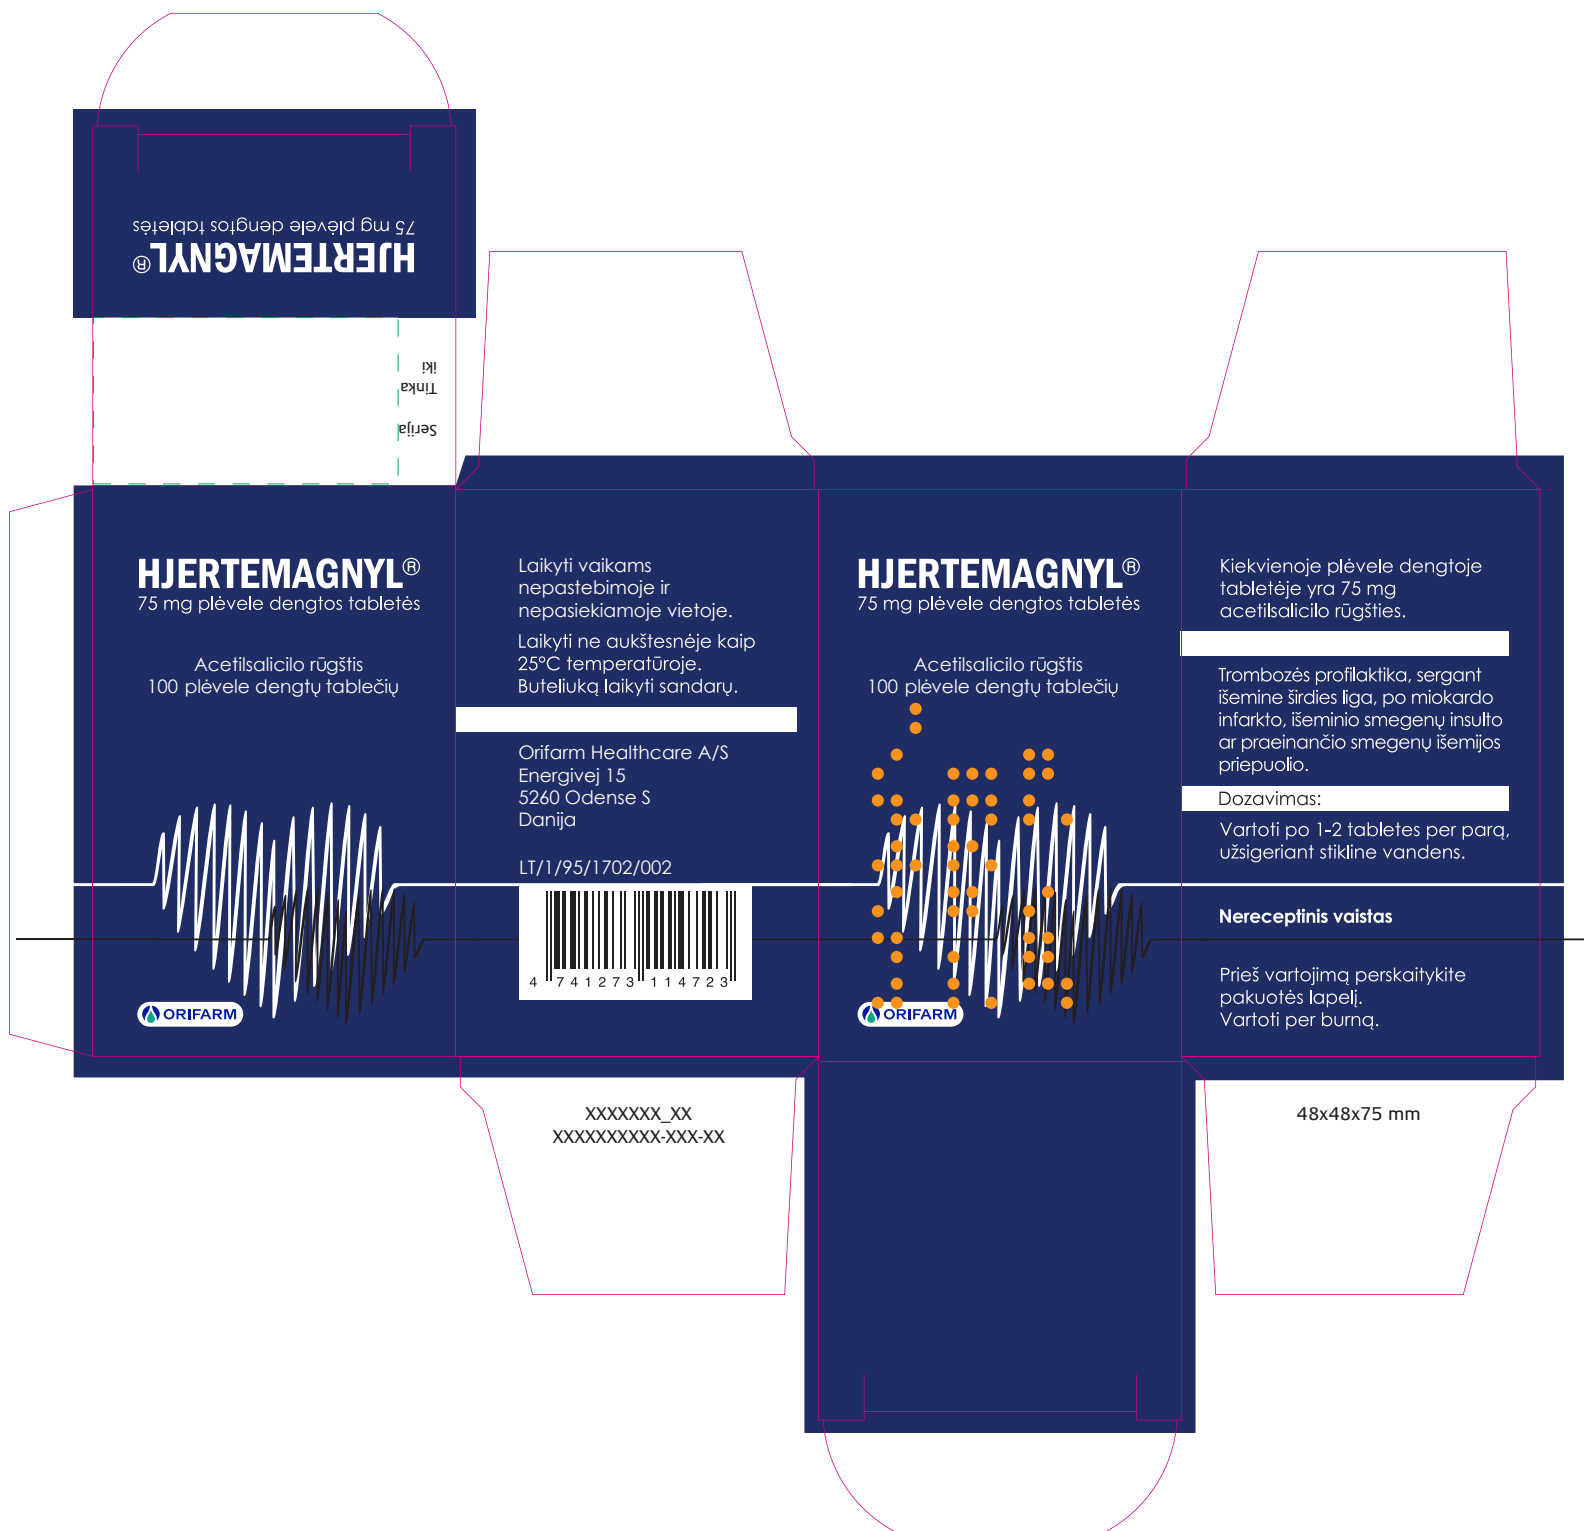 75 mg plėvele dengtos tabletės
HJERTEMAGNYL®
Tinka
iki
Serija
HJERTEMAGNYL®
75 mg plėvele dengtos tabletės
Acetilsalicilo rūgštis
100 plėvele dengtų tablečių
ORIFARM
Laikyti vaikams
nepastebimoje ir
nepasiekiamoje vietoje.
Laikyti ne aukštesnėje kaip
25°C temperatūroje.
Buteliuką laikyti sandarų.
Orifarm Healthcare A/S
Energivej 15
5260 Odense S
Danija
LT/1/95/1702/002
4 741273 114723
HJERTEMAGNYL®
75 mg plėvele dengtos tabletės
Acetilsalicilo rūgštis
100 plėvele dengtų tablečių
ORIFARM
Kiekvienoje plėvele dengtoje
tabletėje yra 75 mg
acetilsalicilo rūgšties.
Trombozės profilaktika, sergant
išemine širdies liga, po miokardo
infarkto, išeminio smegenų insulto
ar praeinančio smegenų išemijos
priepuolio.
Dozavimas:
Vartoti po 1-2 tabletes per parą,
užsigeriant stikline vandens.
Nereceptinis vaistas
Prieš vartojimą perskaitykite
pakuotės lapelį.
Vartoti per burną.
XXXXXXX_XX
XXXXXXXXXX-XXX-XX
48x48x75 mm